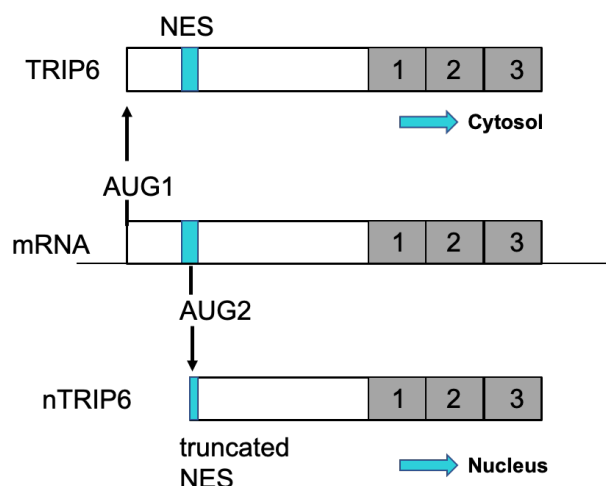 NES
TRIP6
1 2 3
Cytosol
AUG1
mRNA
1 2 3
AUG2
nTRIP6
1 2 3
truncated
NES
Nucleus